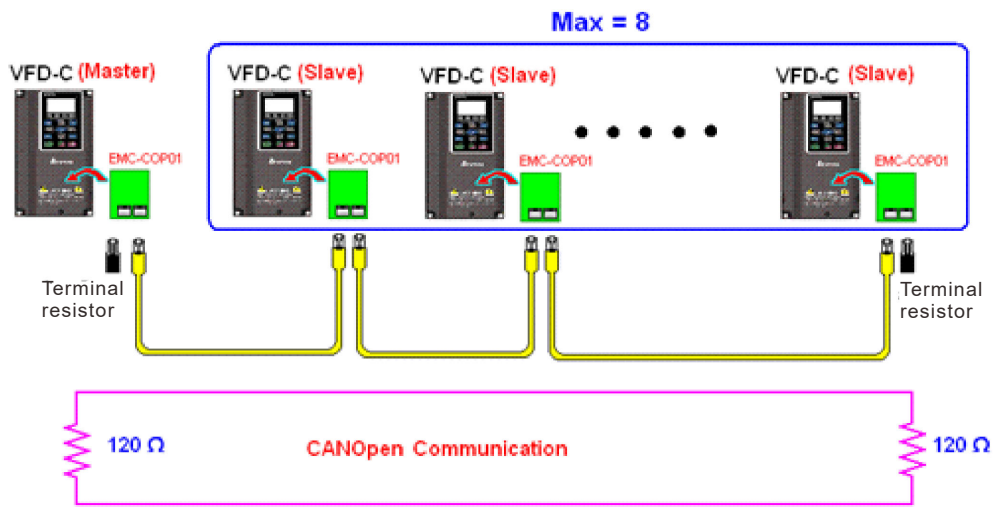 Max = 8
VFD-C (Master)
VFD-C (Slave)
VFD-C (Slave)
VFD-C (Slave)
EMC-COP01
EMC-COP01
EMC-COP01
EMC-COP01
Terminal
resistor
Terminal
resistor
120 Ω
CANOpen Communication
120 Ω